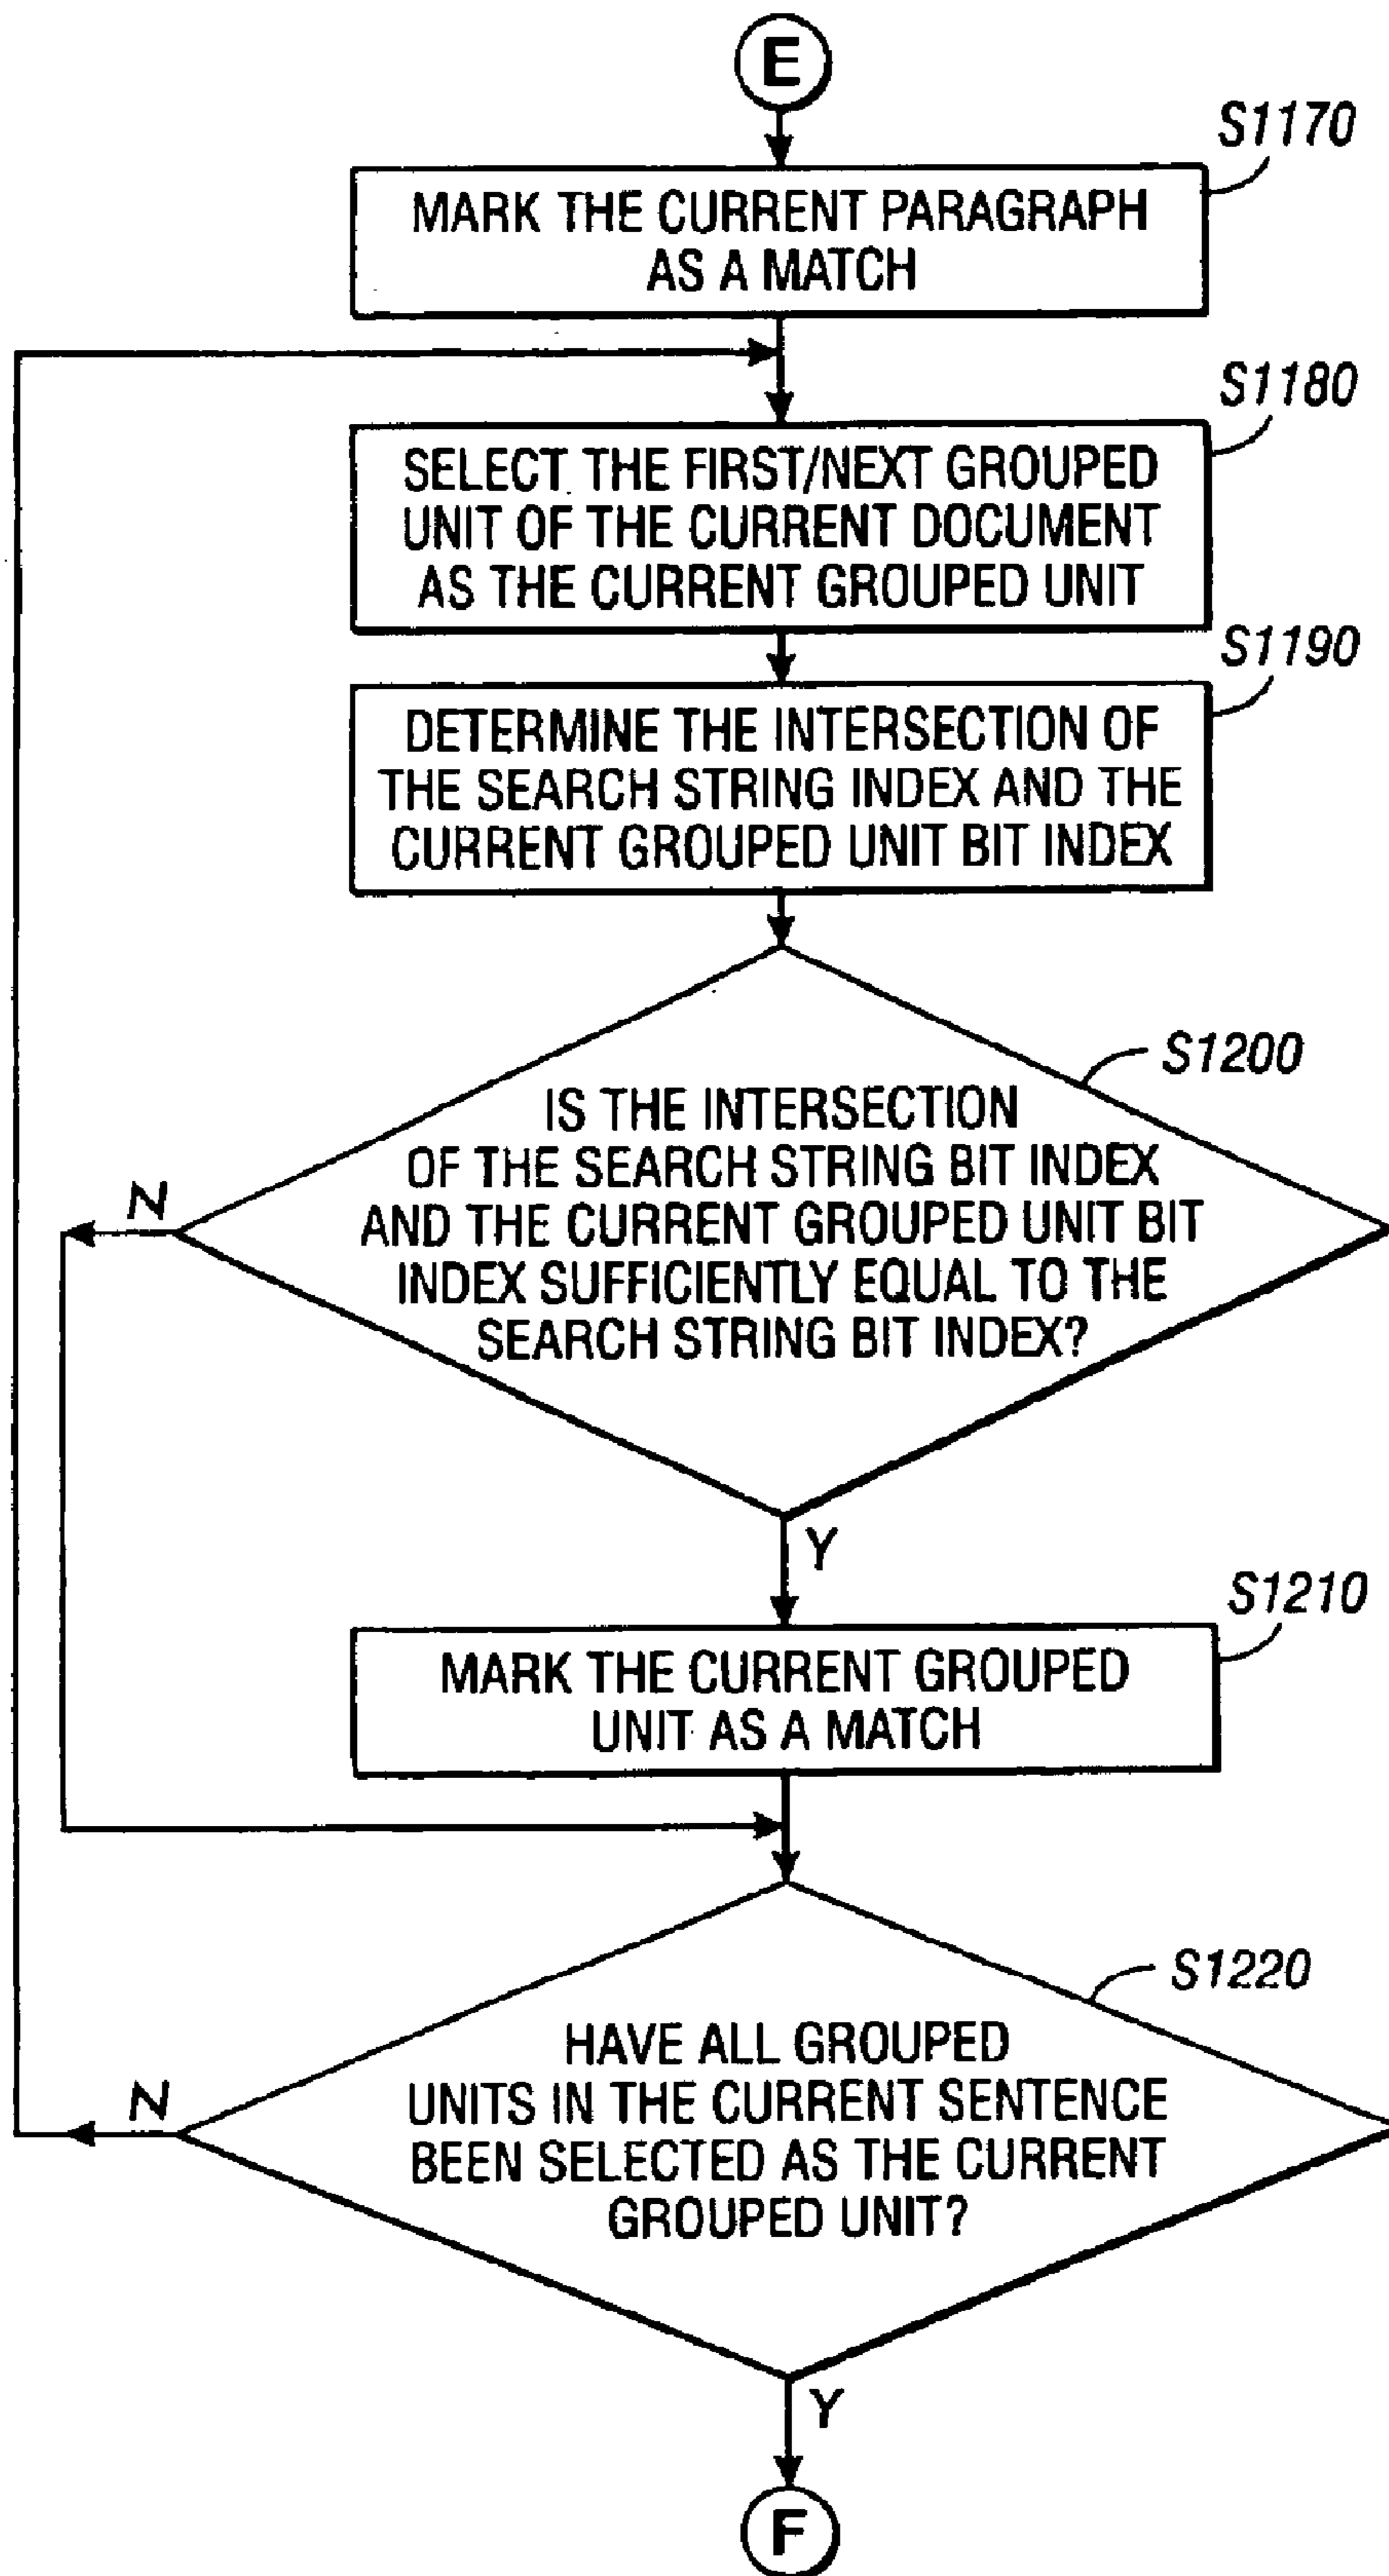 E
S1170
MARK THE CURRENT PARAGRAPH
AS A MATCH
S1180
SELECT THE FIRST/NEXT GROUPED
UNIT OF THE CURRENT DOCUMENT
AS THE CURRENT GROUPED UNIT
S1190
DETERMINE THE INTERSECTION OF
THE SEARCH STRING INDEX AND THE
CURRENT GROUPED UNIT BIT INDEX
S1200
IS THE INTERSECTION
OF THE SEARCH STRING BIT INDEX
AND THE CURRENT GROUPED UNIT BIT
INDEX SUFFICIENTLY EQUAL TO THE
SEARCH STRING BIT INDEX?
N
Y
S1210
MARK THE CURRENT GROUPED
UNIT AS A MATCH
S1220
HAVE ALL GROUPED
UNITS IN THE CURRENT SENTENCE
BEEN SELECTED AS THE CURRENT
GROUPED UNIT?
N
Y
F